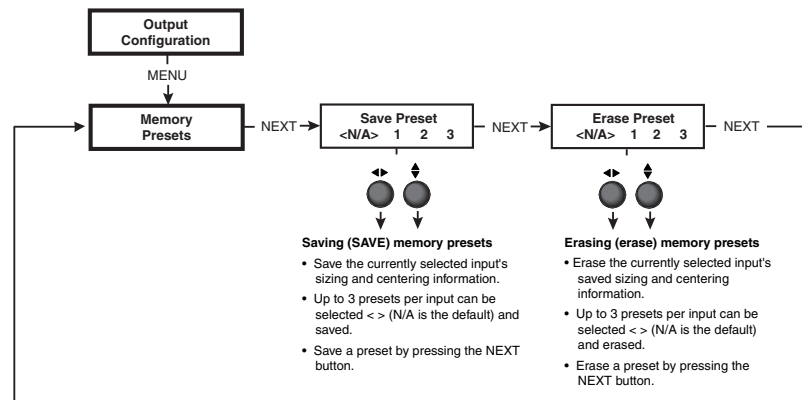 Output
Configuration
MENU
Memory
Presets
NEXT
Save Preset
<N/A> 1 2 3
NEXT
Erase Preset
<N/A> 1 2 3
NEXT
Saving (SAVE) memory presets
• Save the currently selected input's
sizing and centering information.
• Up to 3 presets per input can be
selected < > (N/A is the default) and
saved.
• Save a preset by pressing the NEXT
button.
Erasing (erase) memory presets
• Erase the currently selected input's
saved sizing and centering
information.
• Up to 3 presets per input can be
selected < > (N/A is the default)
and erased.
• Erase a preset by pressing the
NEXT button.